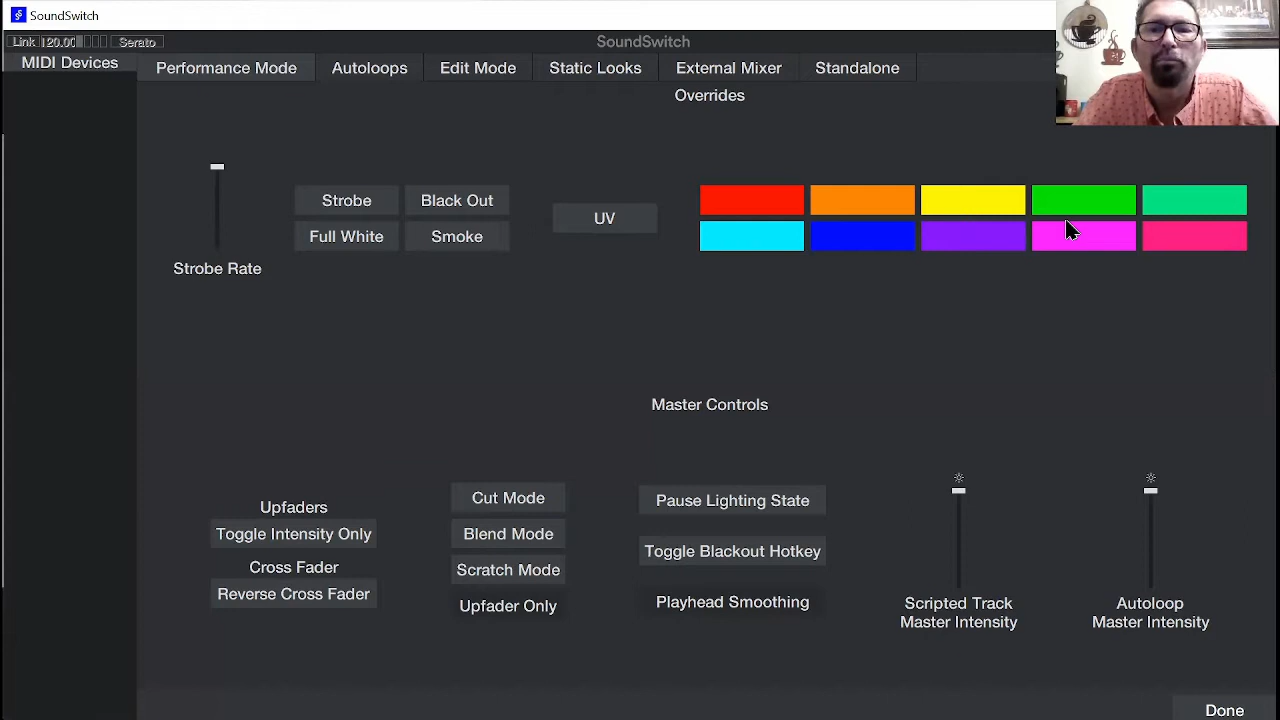 SoundSwitch
Link 120.00 Serato
SoundSwitch
MIDI Devices
Performance Mode Autoloops Edit Mode Static Looks External Mixer Standalone
Overrides
Strobe Black Out
UV
Full White Smoke
Strobe Rate
Master Controls
Upfaders
Toggle Intensity Only
Cross Fader
Reverse Cross Fader
Cut Mode
Blend Mode
Scratch Mode
Upfader Only
Pause Lighting State
Toggle Blackout Hotkey
Playhead Smoothing
Scripted Track
Master Intensity
Autoloop
Master Intensity
Done